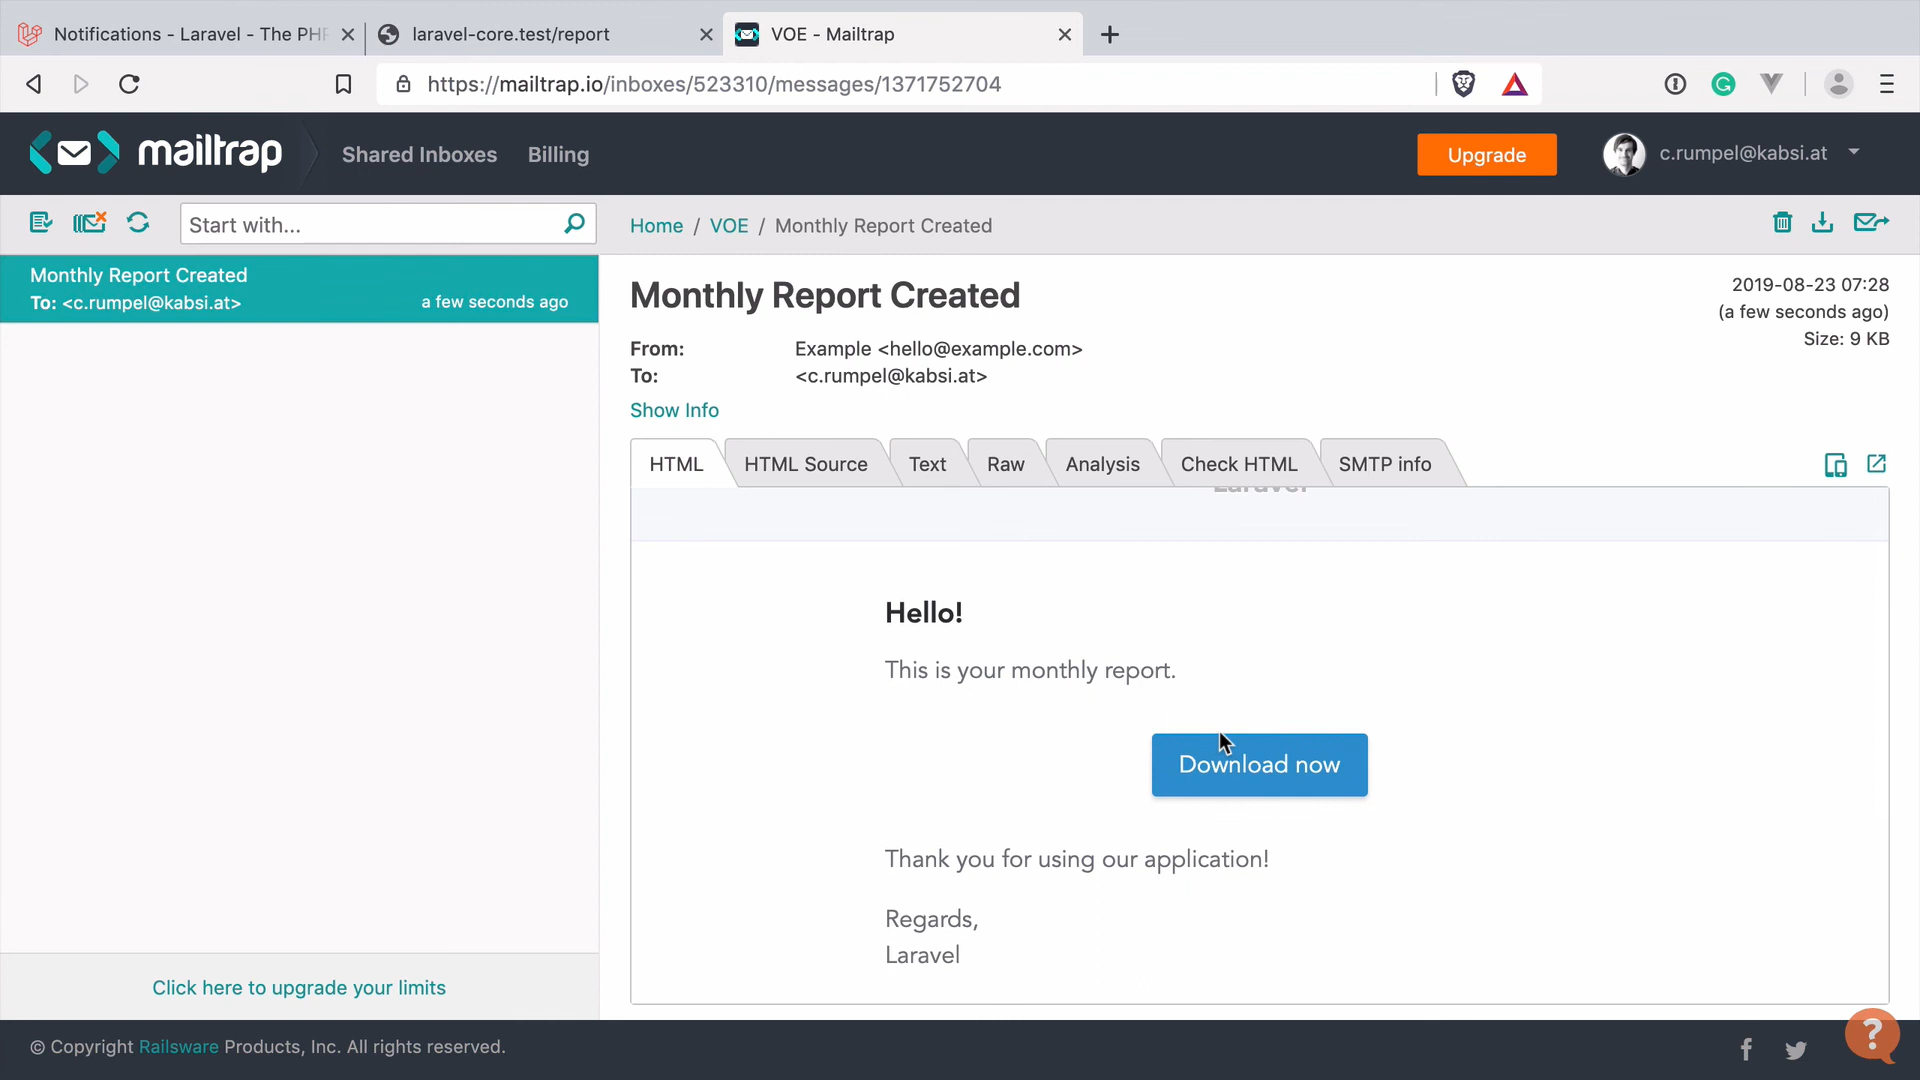 Notifications - Laravel - The PHP
laravel-core.test/report
VOE - Mailtrap
https://mailtrap.io/inboxes/523310/messages/1371752704
mailtrap
Shared Inboxes
Billing
Upgrade
c.rumpel@kabsi.at
Start with...
Home / VOE / Monthly Report Created
Monthly Report Created
To: <c.rumpel@kabsi.at>
a few seconds ago
Monthly Report Created
2019-08-23 07:28
(a few seconds ago)
Size: 9 KB
From: Example <hello@example.com>
To: <c.rumpel@kabsi.at>
Show Info
HTML
HTML Source
Text
Raw
Analysis
Check HTML
SMTP info
Laravel
Hello!
This is your monthly report.
Download now
Thank you for using our application!
Regards,
Laravel
Click here to upgrade your limits
© Copyright Railsware Products, Inc. All rights reserved.
?